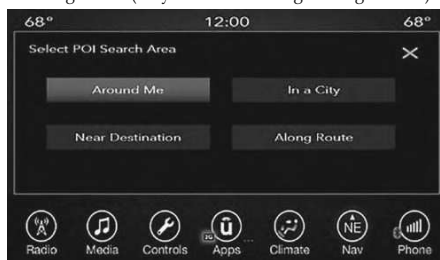 68° 12:00 68°
Select POI Search Area
Around Me In a City
Near Destination Along Route
NE
Radio Media Controls Apps Climate Nav Phone